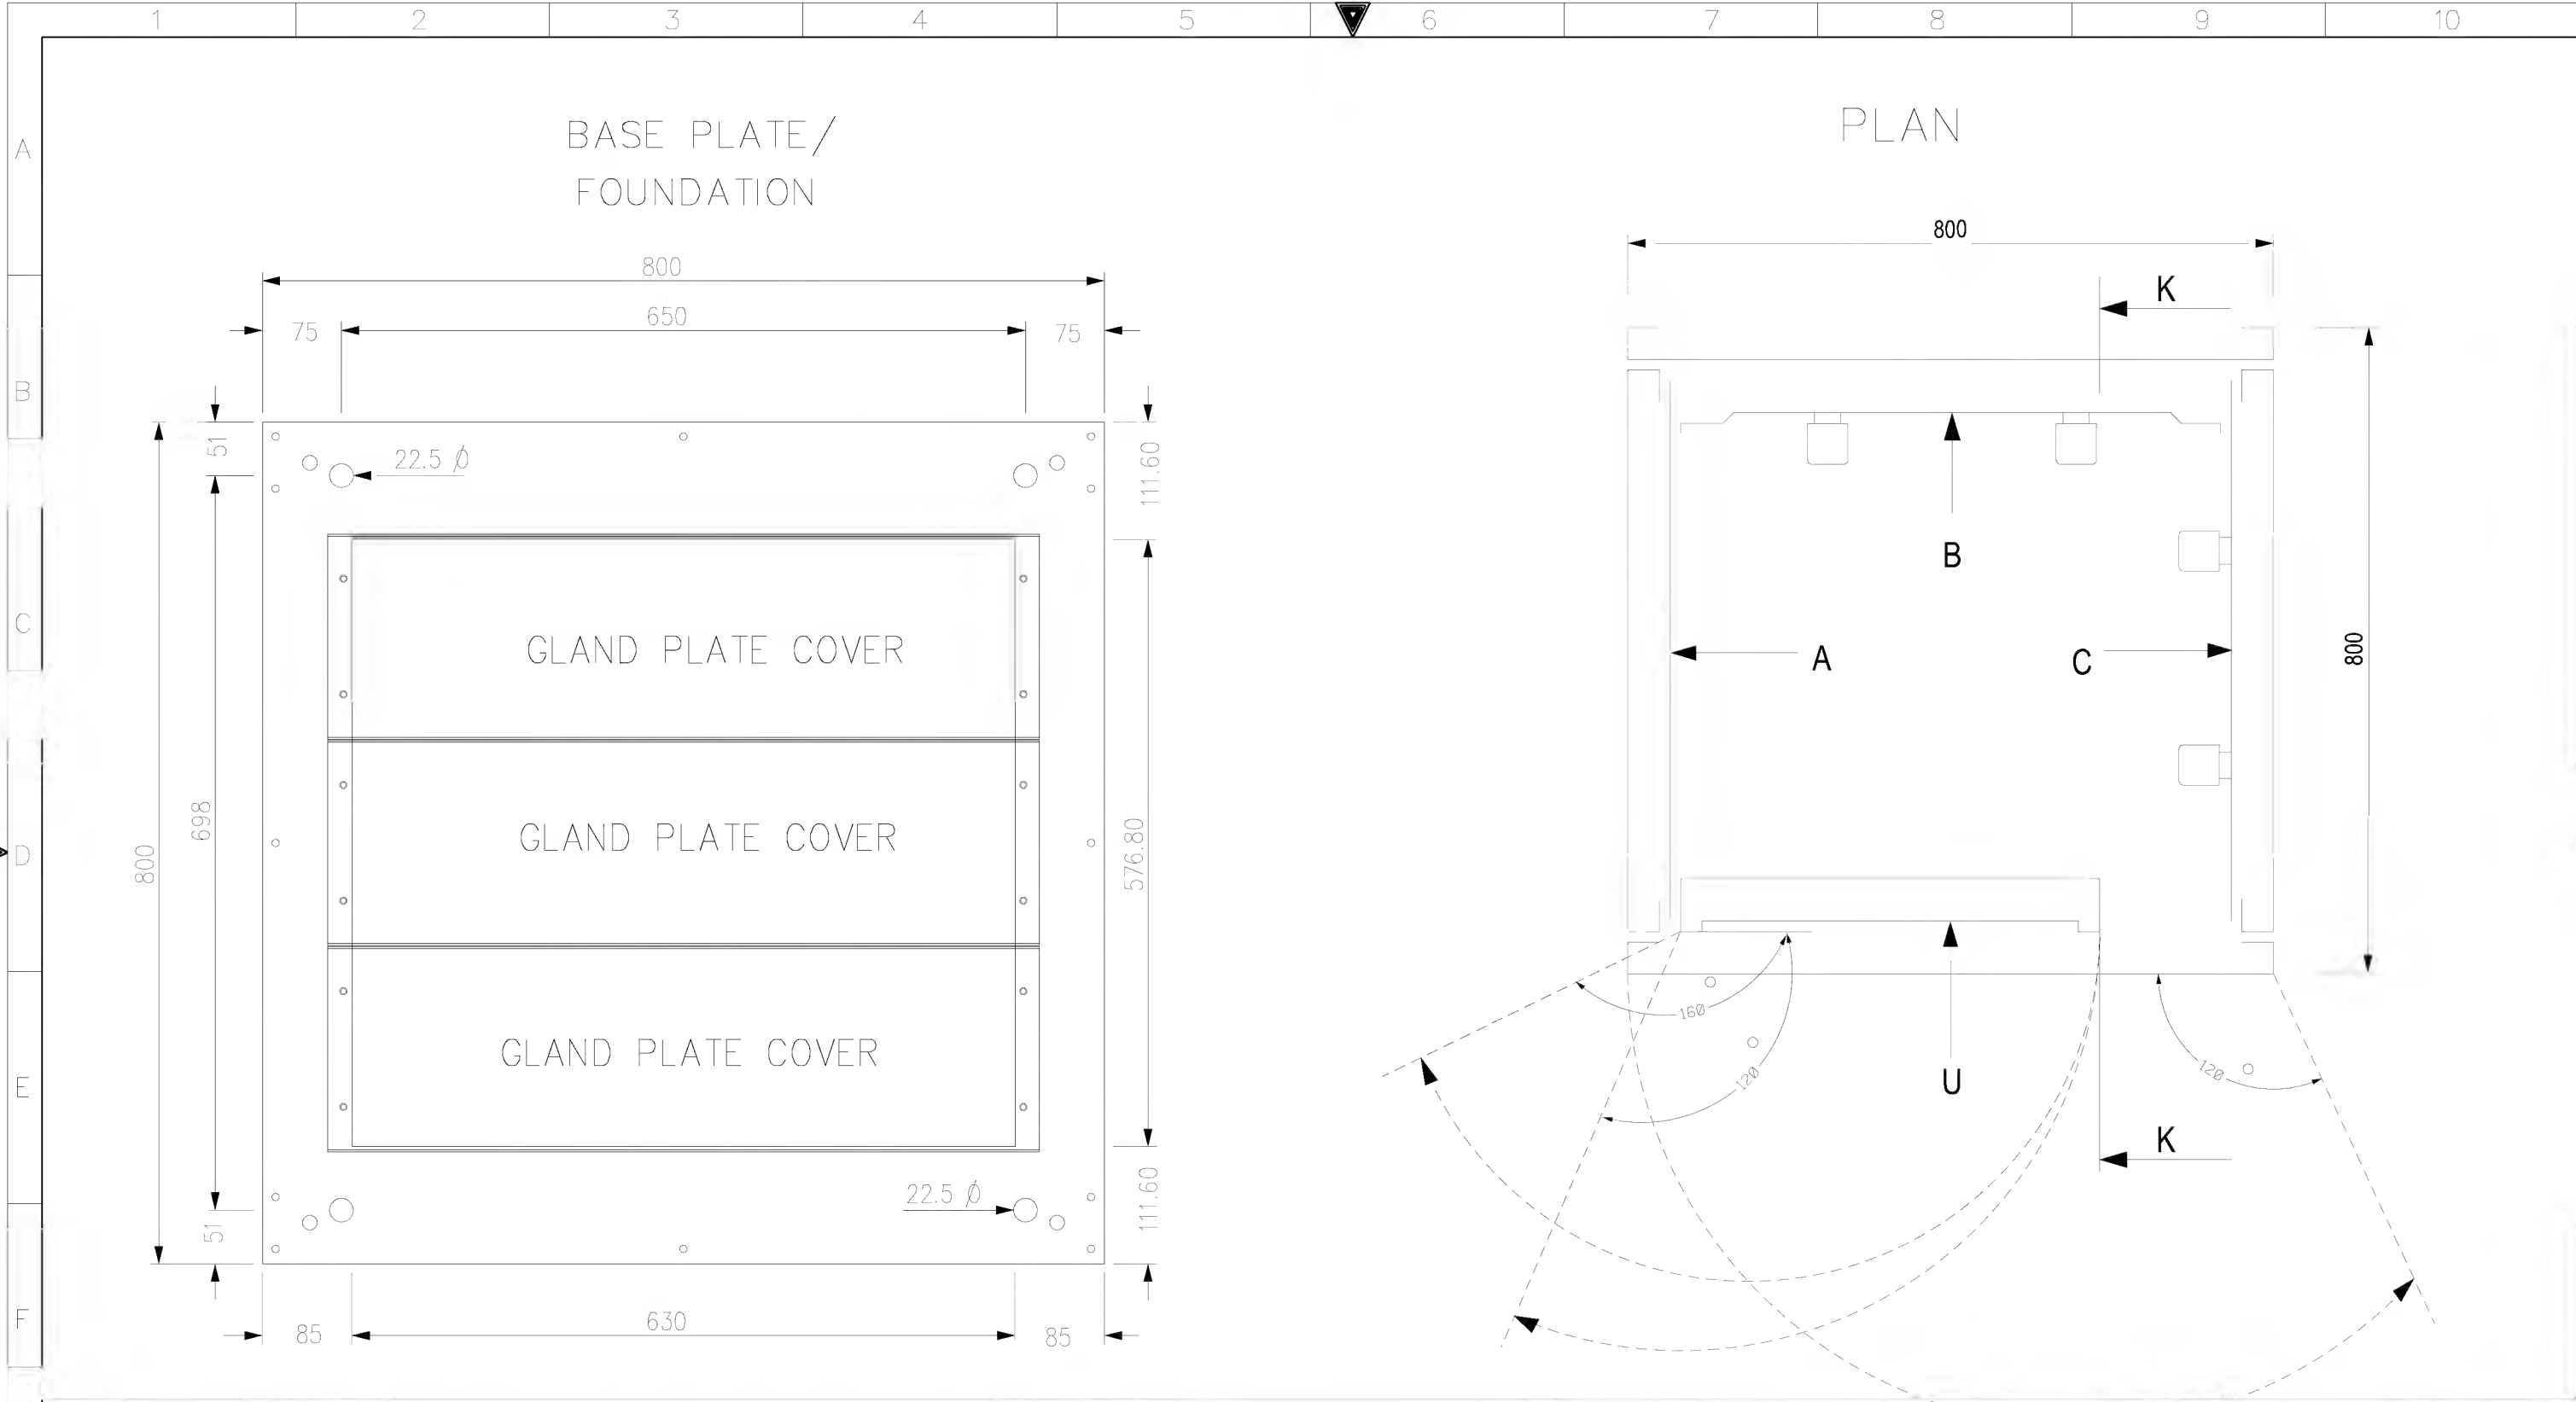 1 2 3 4 5 6 7 8 9 10
A
B
C
D
E
F
BASE PLATE/
FOUNDATION
800
650
75
75
51
22.5 Ø
111.60
GLAND PLATE COVER
698
800
GLAND PLATE COVER
576.80
GLAND PLATE COVER
22.5 Ø
51
111.60
85
630
85
PLAN
800
K
B
A
C
800
160
120
U
120
K